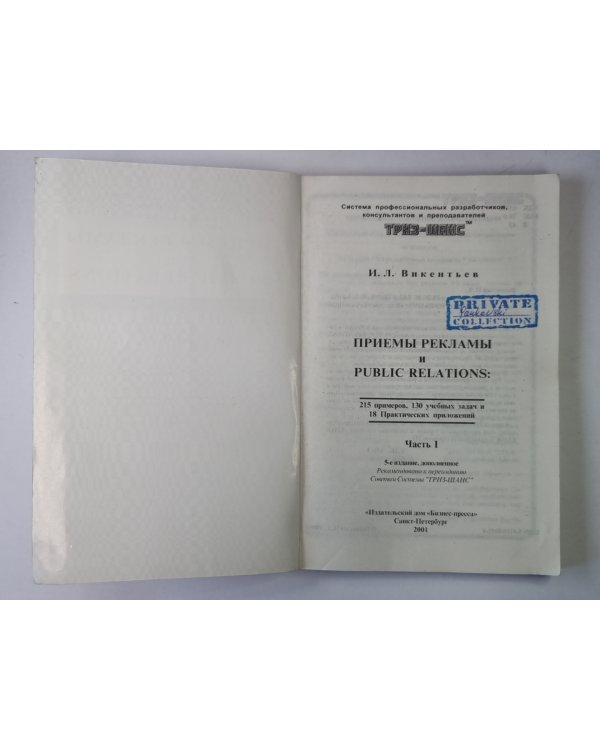 Система профессиональных разработчиков,
консультантов и преподавателей
ТРИЗ-ШАНС™
И. Л. Викентьев
PRIVATE
COLLECTION
ПРИЕМЫ РЕКЛАМЫ
и
PUBLIC RELATIONS:
215 примеров, 130 учебных задач и
18 Практических приложений
Часть 1
5-е издание, дополненное
Рекомендовано к переизданию
Советом Системы "ТРИЗ-ШАНС"
«Издательский дом «Бизнес-пресса»
Санкт-Петербург
2001